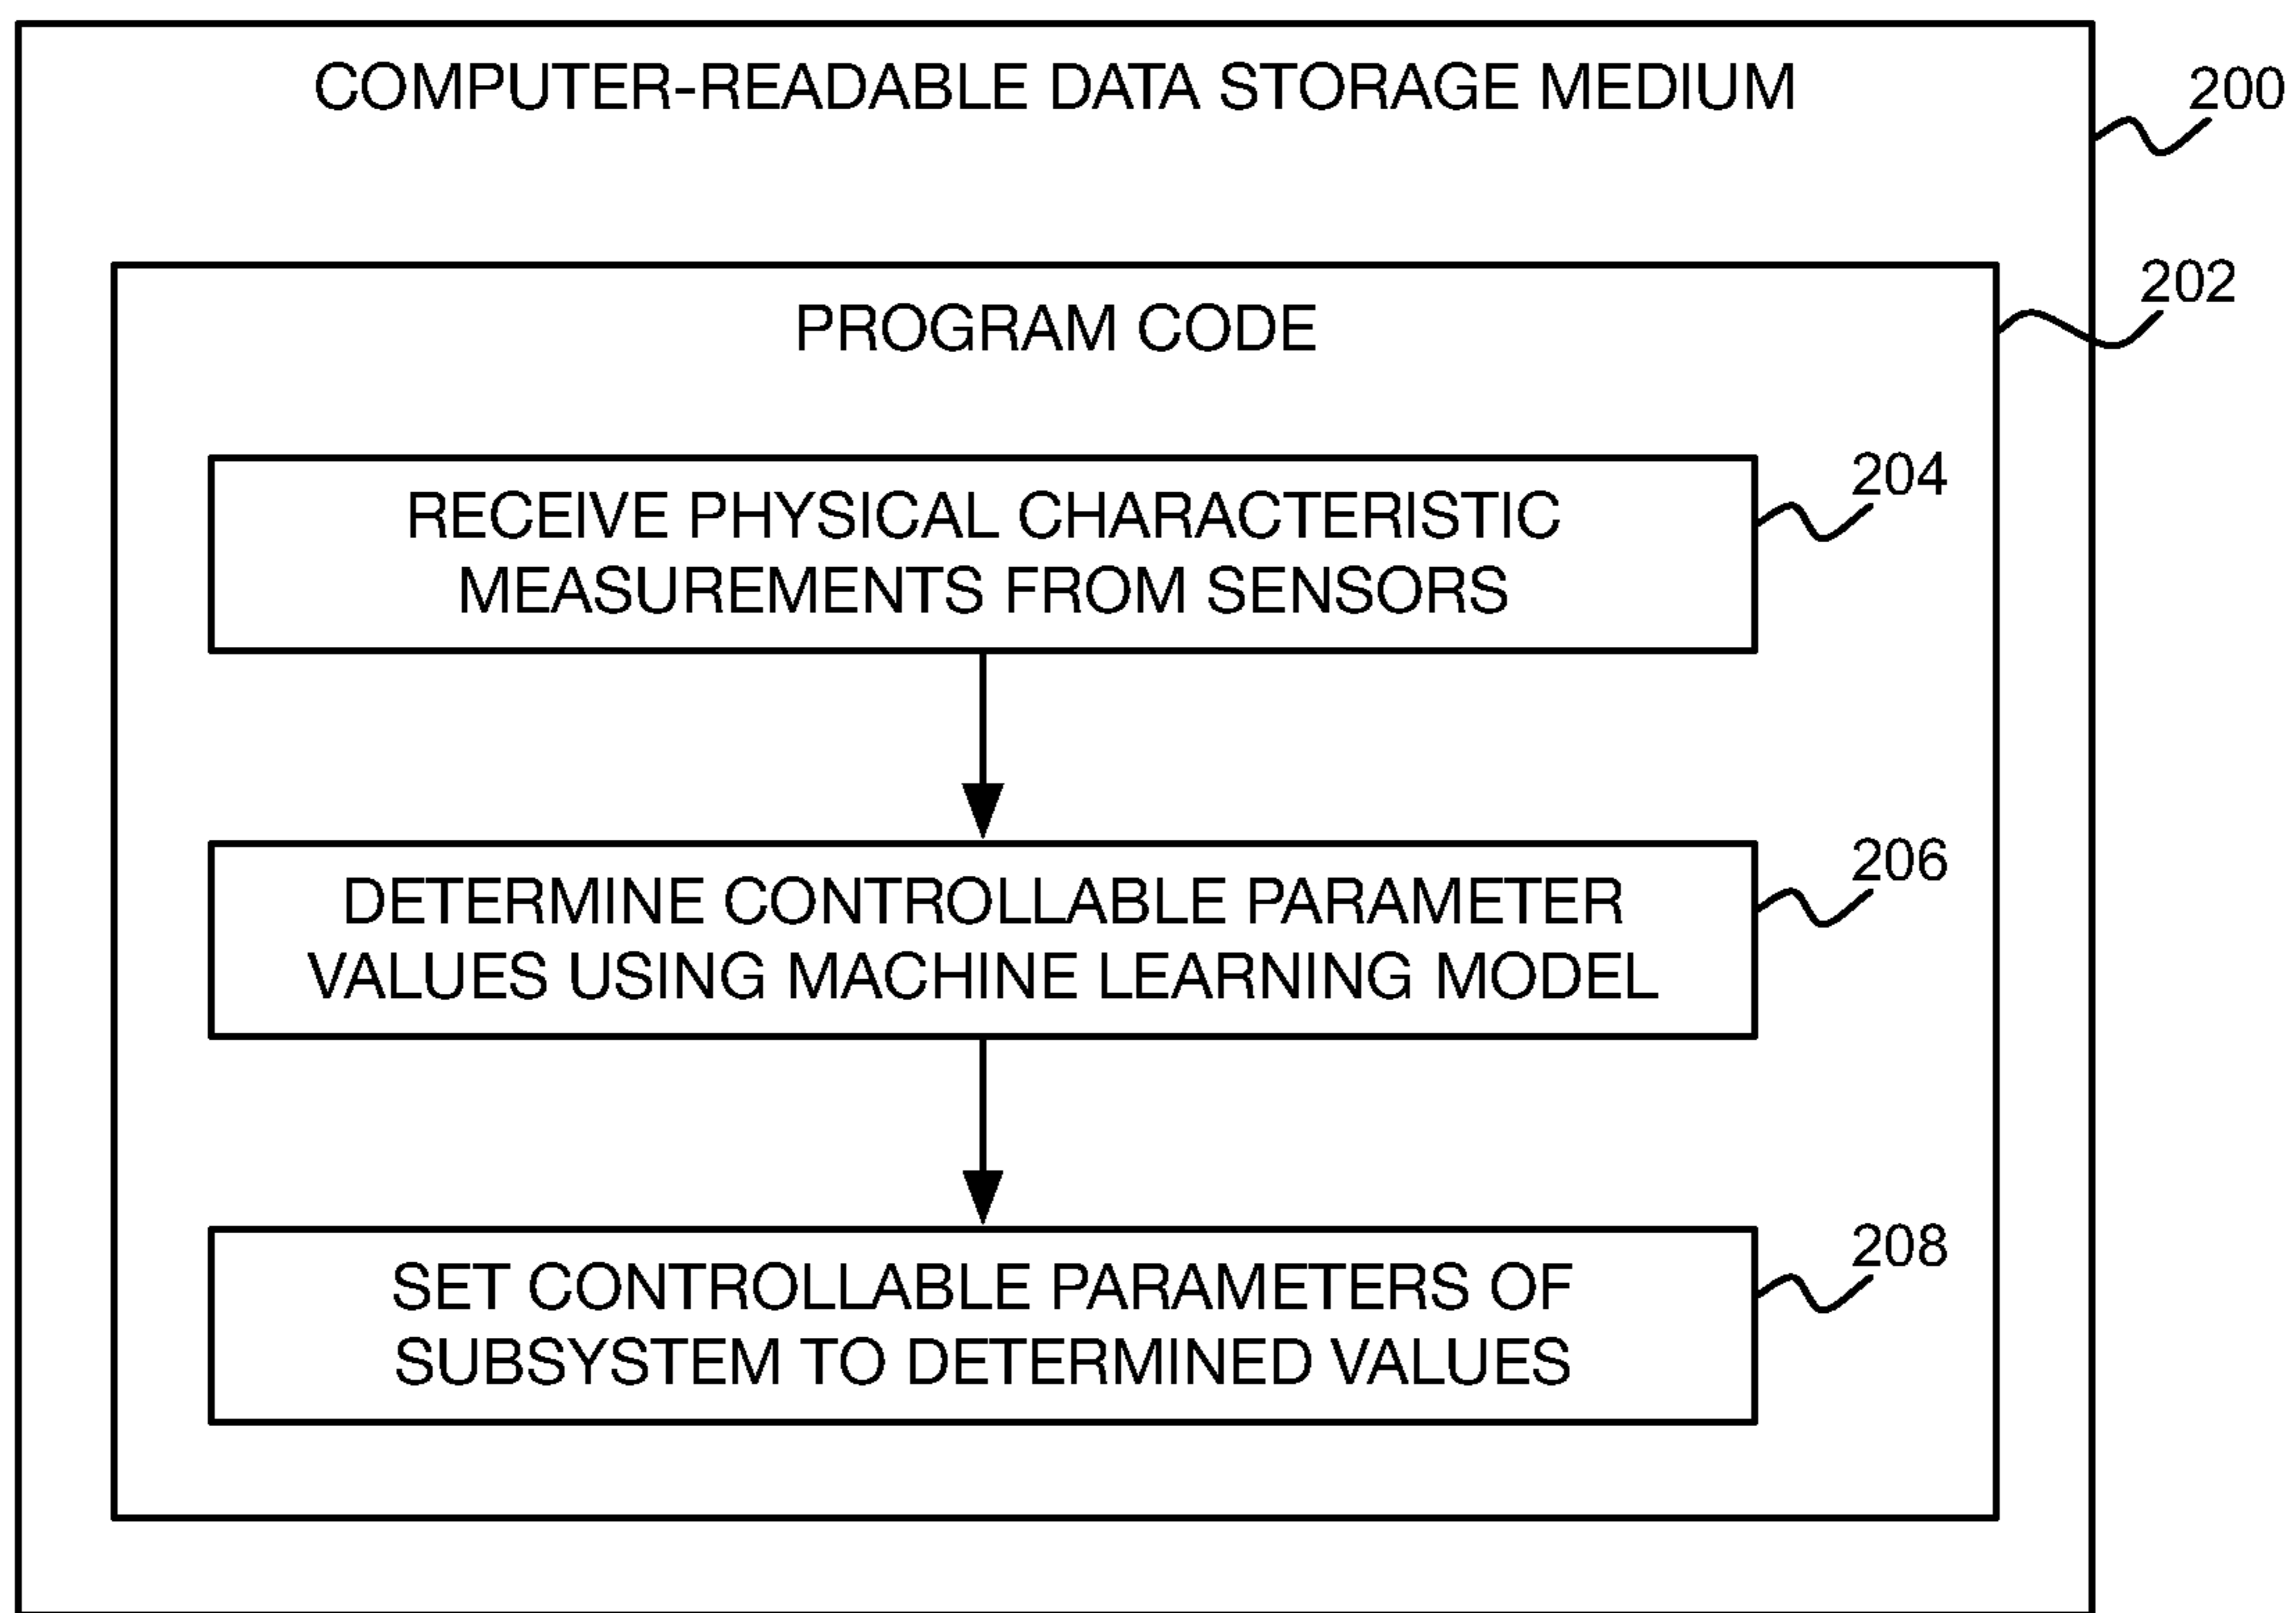 COMPUTER-READABLE DATA STORAGE MEDIUM
200
PROGRAM CODE
202
RECEIVE PHYSICAL CHARACTERISTIC
MEASUREMENTS FROM SENSORS
204
DETERMINE CONTROLLABLE PARAMETER
VALUES USING MACHINE LEARNING MODEL
206
SET CONTROLLABLE PARAMETERS OF
SUBSYSTEM TO DETERMINED VALUES
208